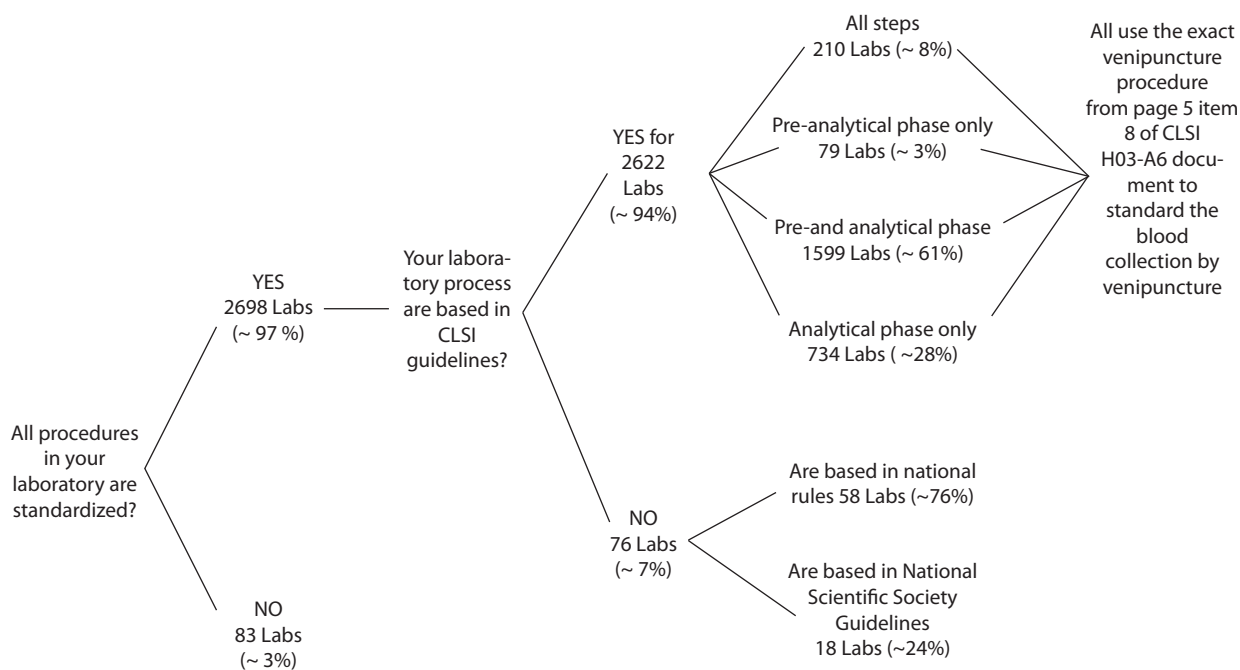 All procedures
in your
laboratory are
standardized?
YES
2698 Labs
(~ 97 %)
NO
83 Labs
(~ 3%)
Your labora-
tory process
are based in
CLSI
guidelines?
YES for
2622
Labs
(~ 94%)
NO
76 Labs
(~ 7%)
All steps
210 Labs (~ 8%)
Pre-analytical phase only
79 Labs (~ 3%)
Pre-and analytical phase
1599 Labs (~ 61%)
Analytical phase only
734 Labs ( ~28%)
Are based in national
rules 58 Labs (~76%)
Are based in National
Scientific Society
Guidelines
18 Labs (~24%)
All use the exact
venipuncture
procedure
from page 5 item
8 of CLSI
H03-A6 docu-
ment to
standard the
blood
collection by
venipuncture